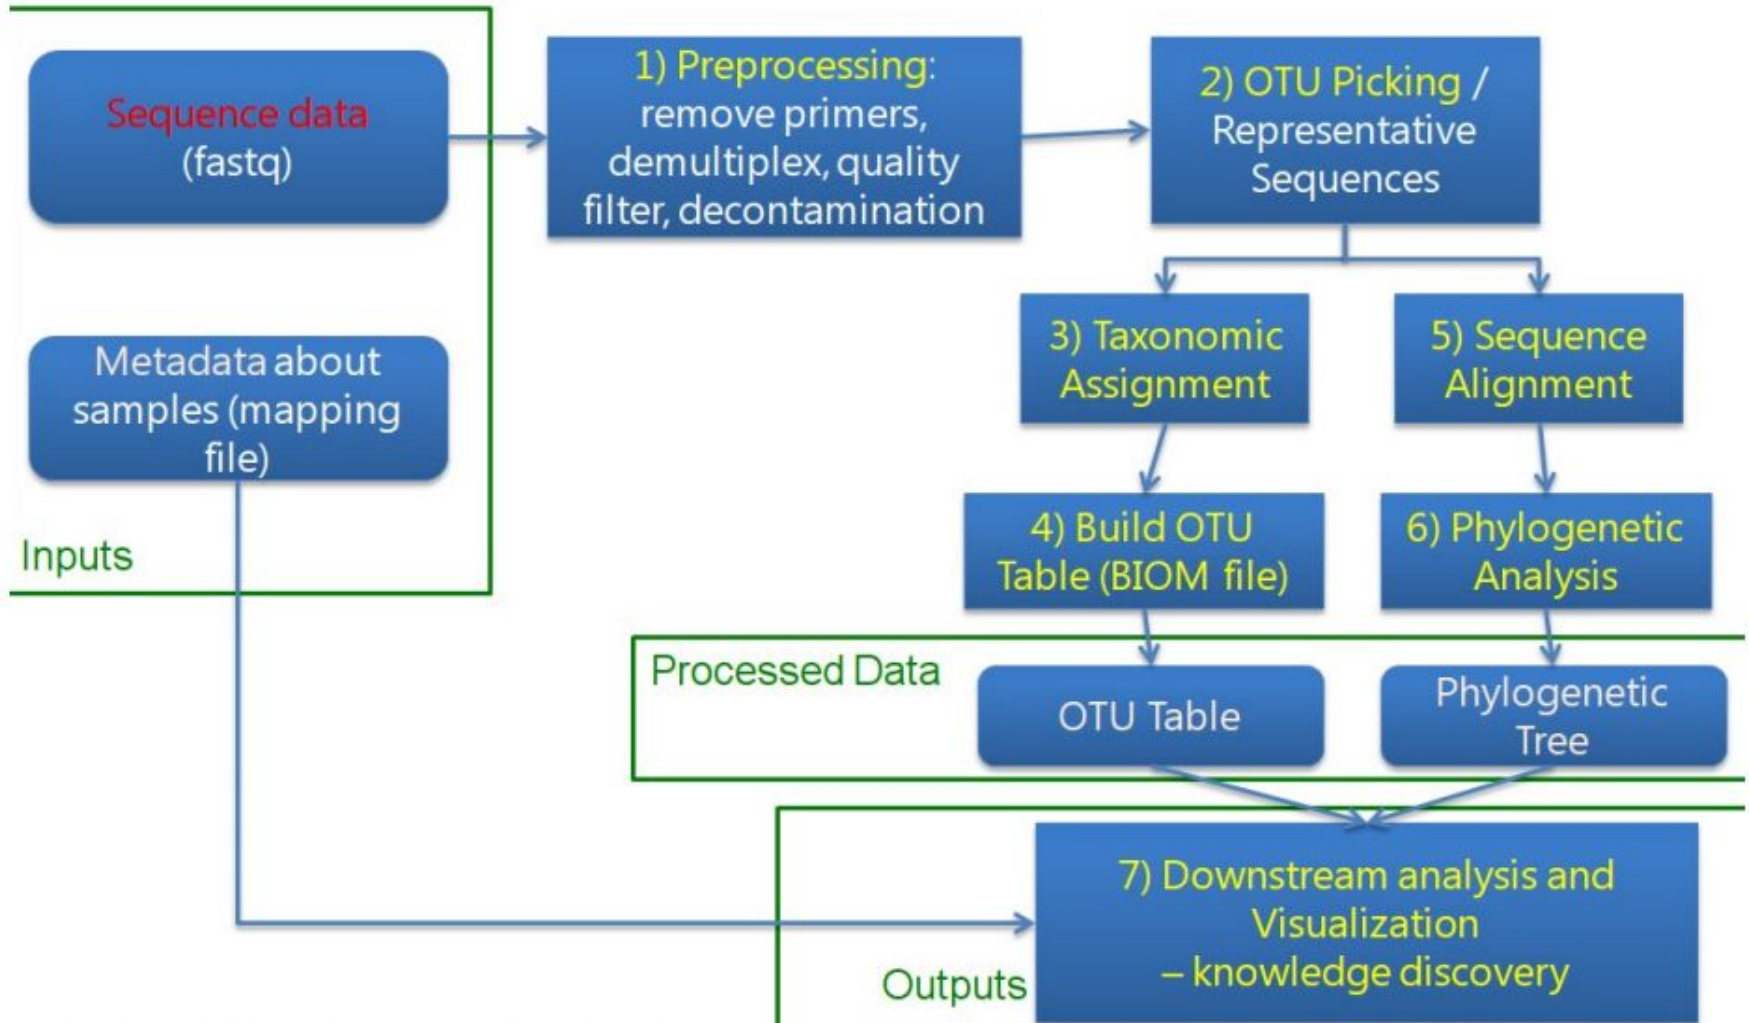 Sequence data
(fastq)
Metadata about
samples (mapping
file)
Inputs
1) Preprocessing:
remove primers,
demultiplex, quality
filter, decontamination
2) OTU Picking /
Representative
Sequences
3) Taxonomic
Assignment
4) Build OTU
Table (BIOM file)
5) Sequence
Alignment
6) Phylogenetic
Analysis
Processed Data
OTU Table
Phylogenetic
Tree
7) Downstream analysis and
Visualization
– knowledge discovery
Outputs